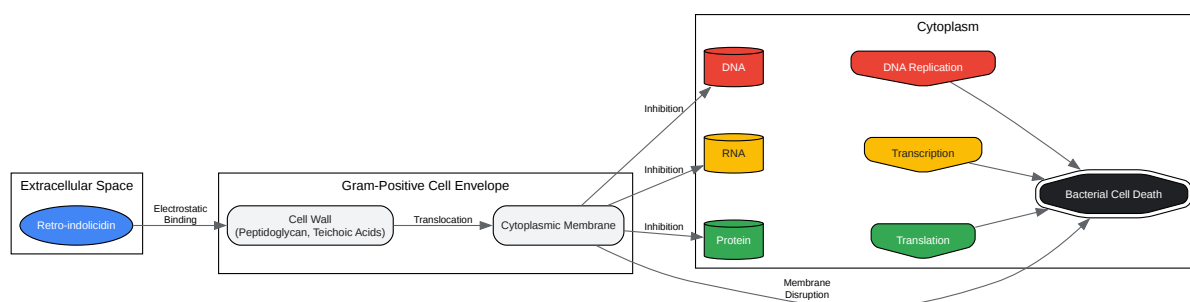 Cytoplasm
DNA
DNA Replication
Inhibition
RNA
Transcription
Inhibition
Extracellular Space
Gram-Positive Cell Envelope
Retro-indolicidin
Electrostatic
Binding
Cell Wall
(Peptidoglycan, Teichoic Acids)
Translocation
Cytoplasmic Membrane
Inhibition
Protein
Translation
Bacterial Cell Death
Membrane
Disruption